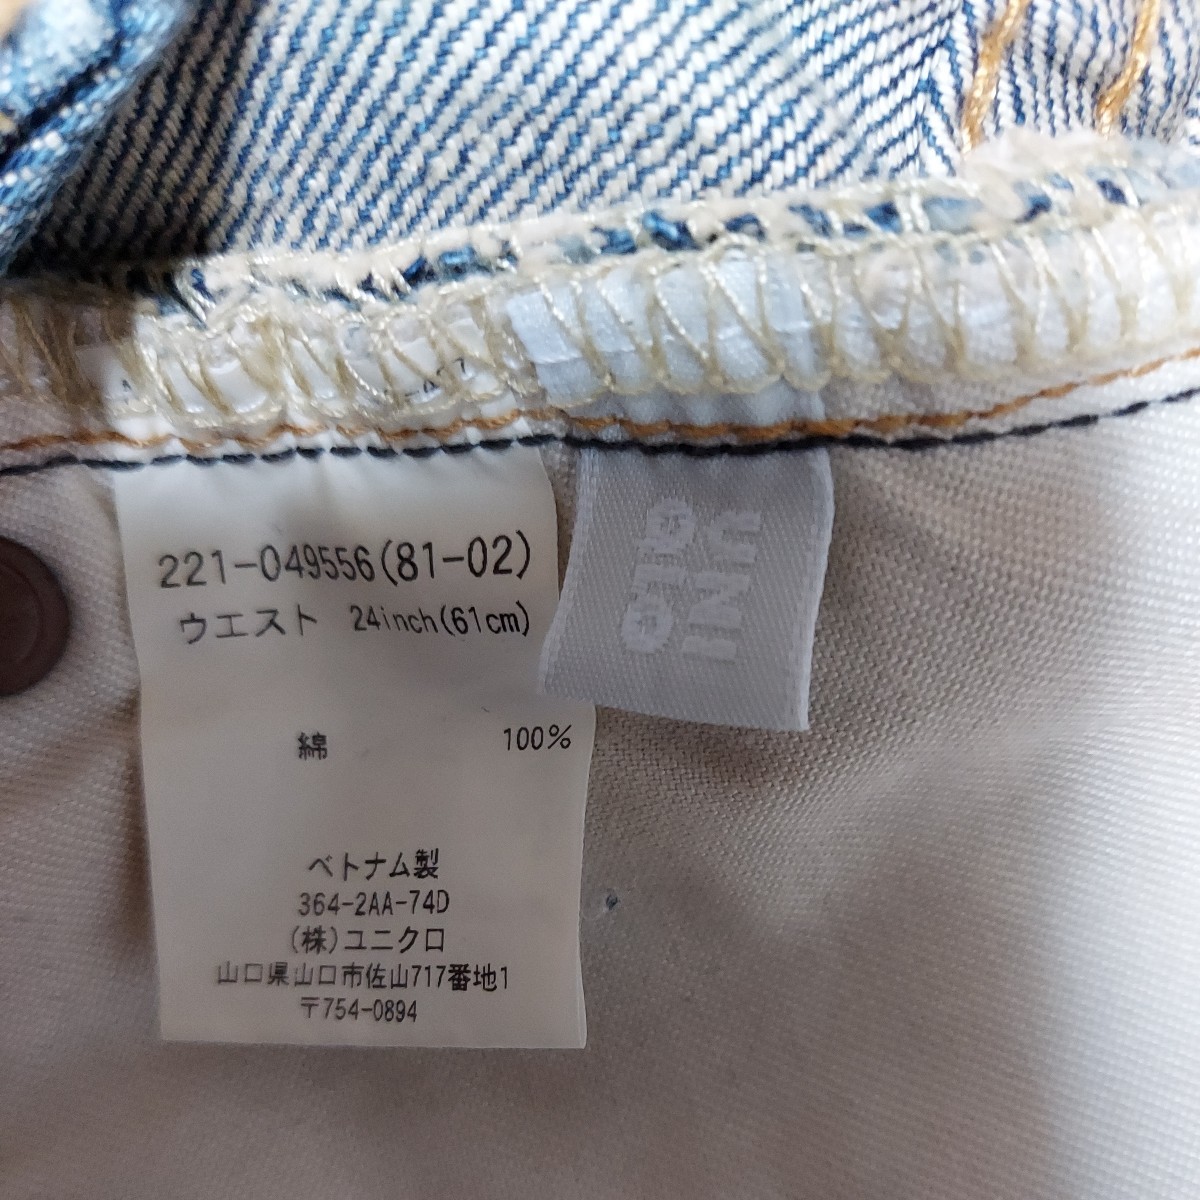 221-049556(81-02)
ウエスト 24inch(61cm)
綿 100%
ベトナム製
364-2AA-74D
(株)ユニクロ
山口県山口市佐山717番地1
〒754-0894
UNI
QLO